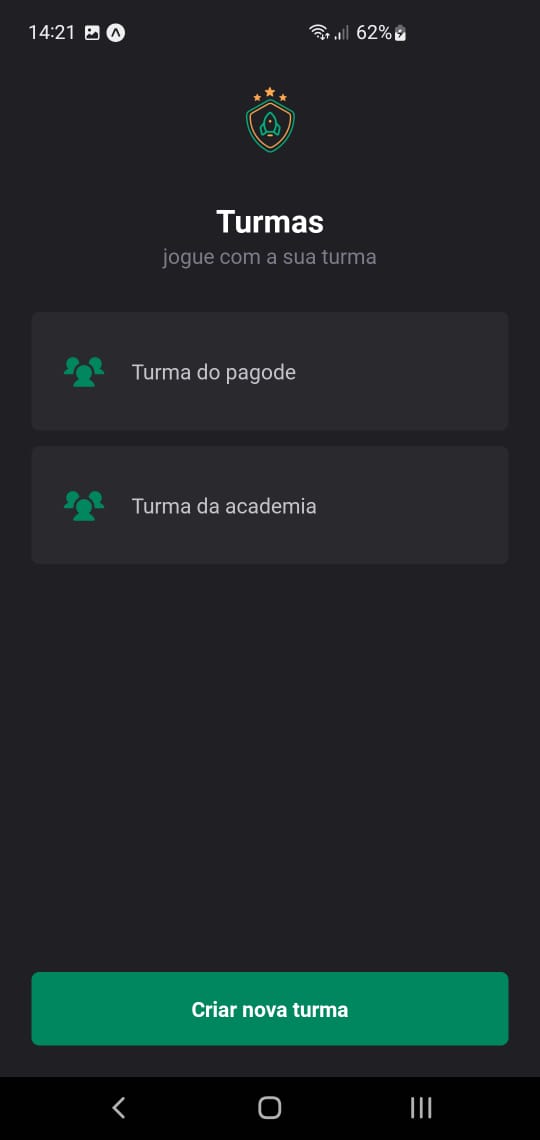 14:21 62%
Turmas
jogue com a sua turma
Turma do pagode
Turma da academia
Criar nova turma